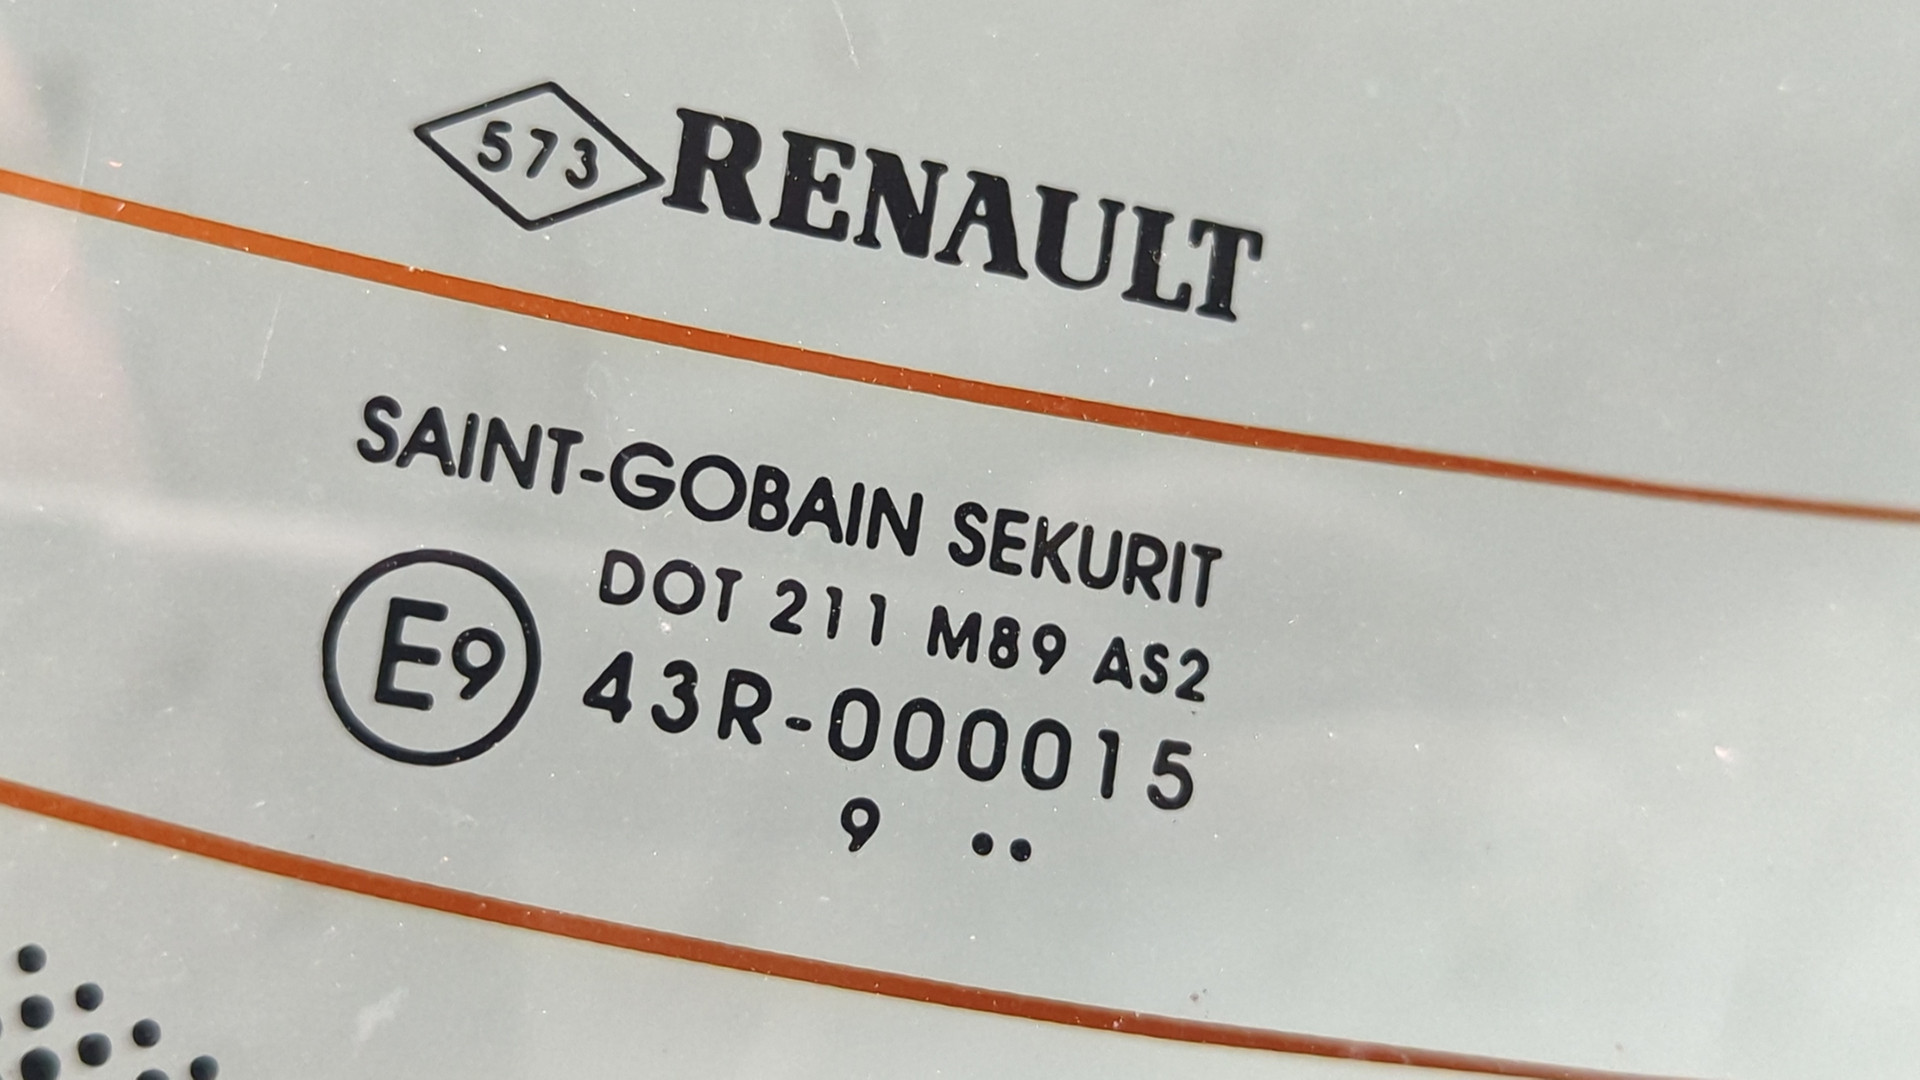 573 RENAULT
SAINT-GOBAIN SEKURIT
DOT 211 M89 AS2
E9 43R-000015
9 ..